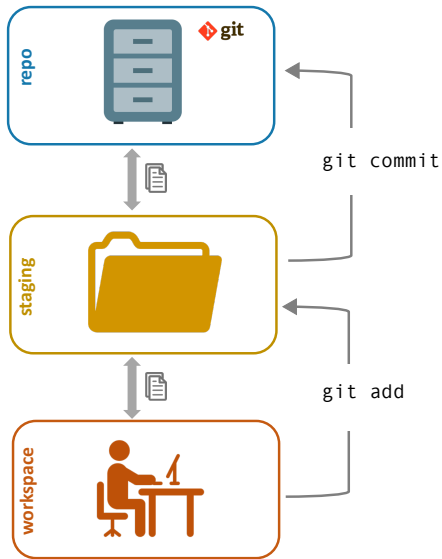 git
repo
git commit
staging
git add
workspace